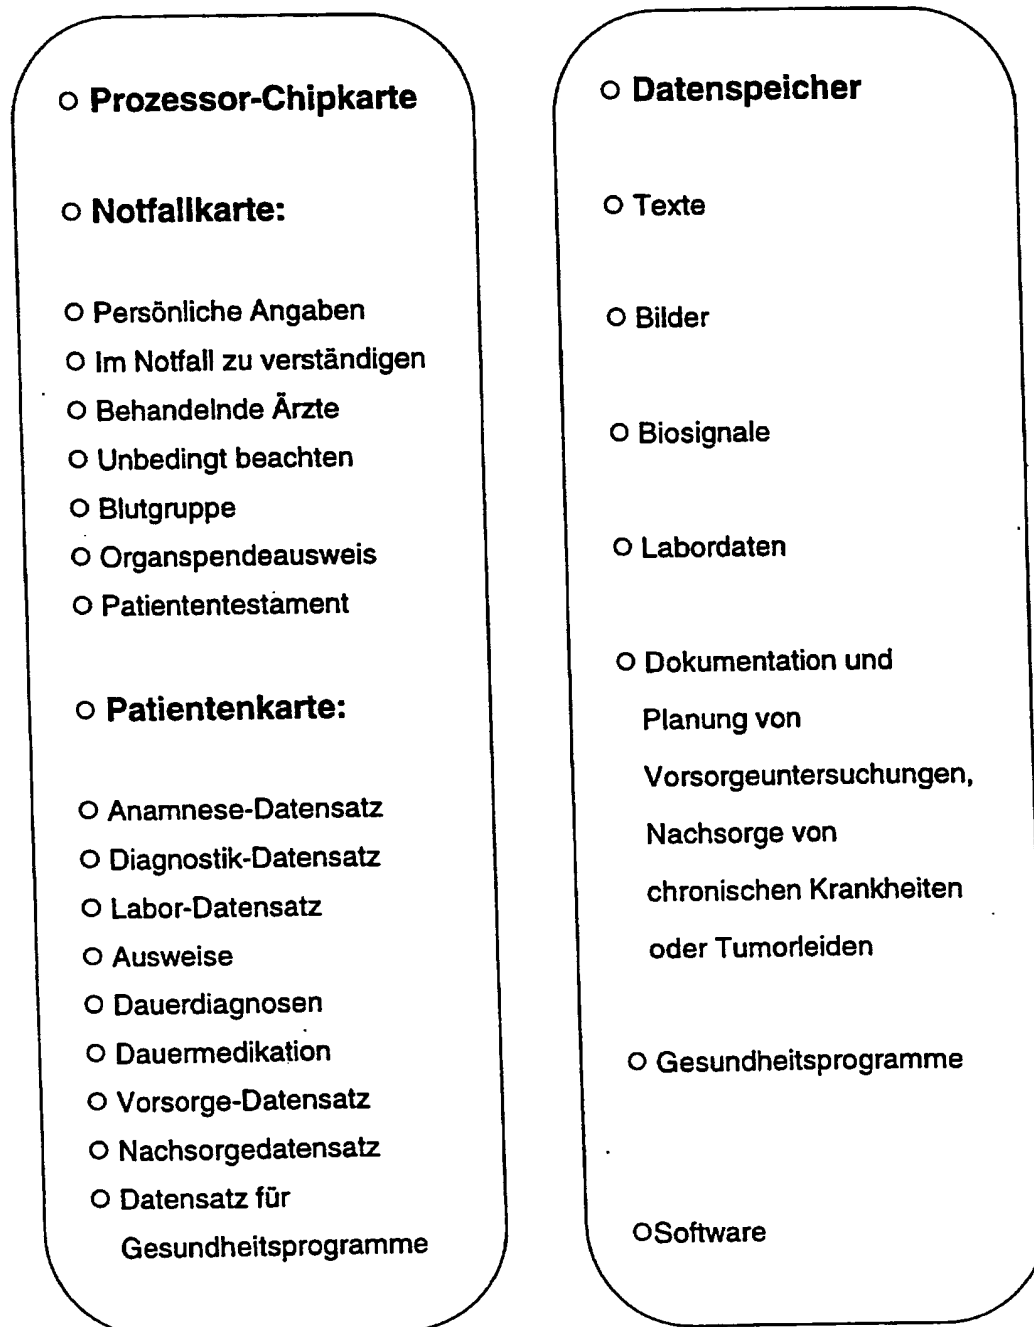 Prozessor-Chipkarte
Notfallkarte:
Persönliche Angaben
Im Notfall zu verständigen
Behandelnde Ärzte
Unbedingt beachten
Blutgruppe
Organspendeausweis
Patiententestament
Patientenkarte:
Anamnese-Datensatz
Diagnostik-Datensatz
Labor-Datensatz
Ausweise
Dauerdiagnosen
Dauermedikation
Vorsorge-Datensatz
Nachsorgedatensatz
Datensatz für
Gesundheitsprogramme
Datenspeicher
Texte
Bilder
Biosignale
Labordaten
Dokumentation und
Planung von
Vorsorgeuntersuchungen,
Nachsorge von
chronischen Krankheiten
oder Tumorleiden
Gesundheitsprogramme
Software